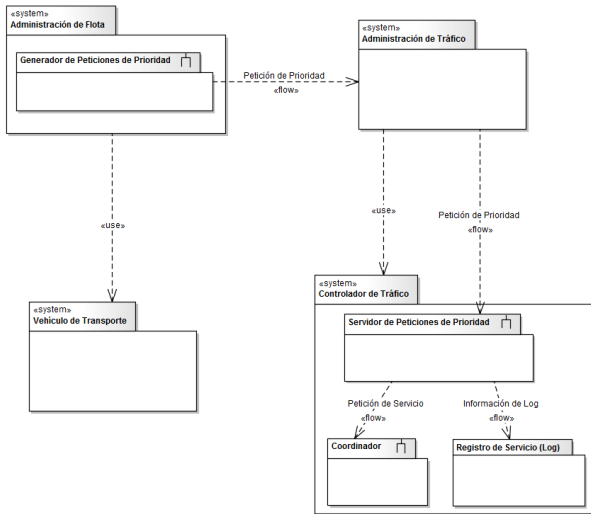 «system»
Administración de Flota
Generador de Peticiones de Prioridad
Petición de Prioridad
«flow»
«system»
Administración de Tráfico
«use»
«use»
Petición de Prioridad
«flow»
«system»
Vehículo de Transporte
«system»
Controlador de Tráfico
Servidor de Peticiones de Prioridad
Petición de Servicio
«flow»
Información de Log
«flow»
Coordinador
Registro de Servicio (Log)